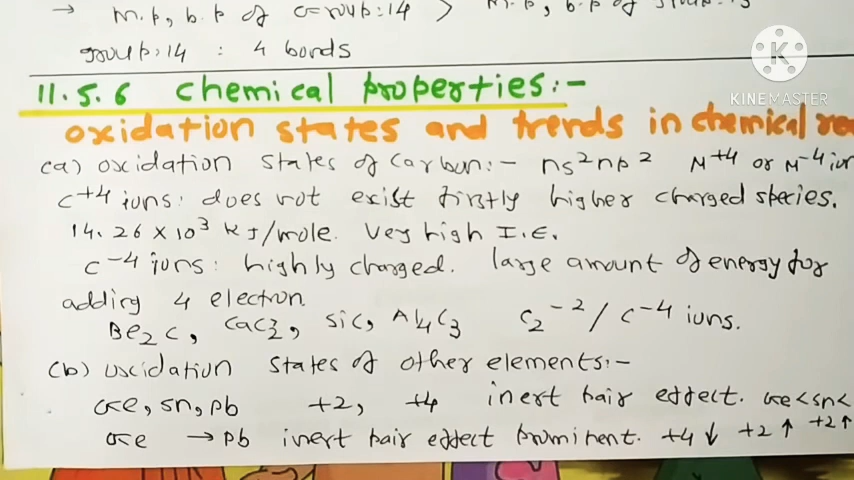 → m.p, b.p of Group:14 > m.p, b.p of
group:14 : 4 bonds
KINEMASTER
11.5.6 chemical properties:-
oxidation states and trends in chemical rea
(a) oxidation states of Carbon:- ns²np² M⁺⁴ or M⁻⁴ ion
C⁺⁴ ions: does not exist firstly higher charged species.
14.26 × 10³ kJ/mole. Very high I.E.
C⁻⁴ ions: highly charged. large amount of energy for
adding 4 electron.
Be₂C, CaC₂, SiC, Al₄C₃ C₂⁻²/C⁻⁴ ions.
(b) oxidation states of other elements:-
Ge, Sn, Pb +2, +4 inert pair effect. Ge < Sn <
Ge → Pb inert pair effect prominent. +4 ↓ +2 ↑ +2 ↑